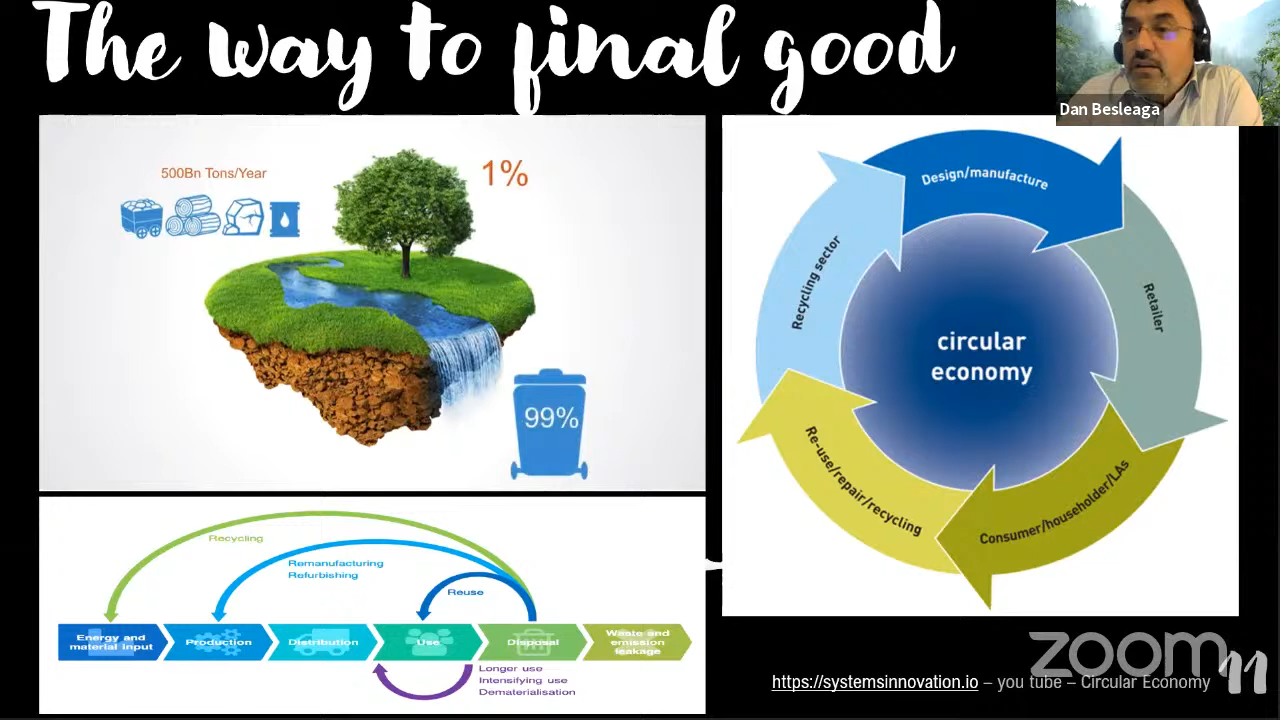 The way to final good
Dan Besleaga
500Bn Tons/Year
1%
99%
Design/manufacture
Retailer
Consumer/householder/LAs
Re-use/repair/recycling
Recycling sector
circular
economy
Recycling
Remanufacturing
Refurbishing
Reuse
Energy and
material input
Production
Distribution
Use
Disposal
Waste and
emission
leakage
Longer use
Intensifying use
Dematerialisation
zoom
11
https://systemsinnovation.io – you tube – Circular Economy